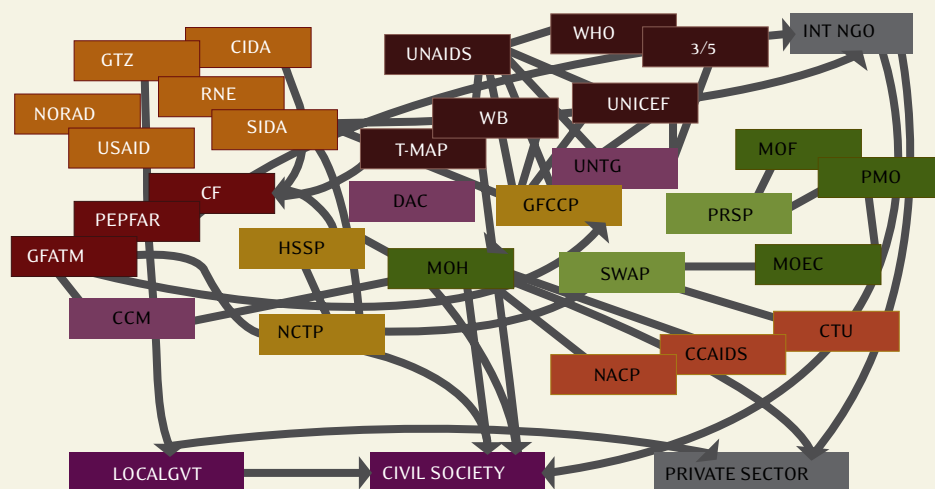 WHO
INT NGO
CIDA
3/5
GTZ
UNAIDS
RNE
UNICEF
NORAD
SIDA
WB
USAID
T-MAP
MOF
UNTG
PMO
CF
DAC
GFCCP
PRSP
PEPFAR
HSSP
GFATM
MOH
SWAP
MOEC
CCM
NCTP
CTU
CCAIDS
NACP
LOCALGVT
CIVIL SOCIETY
PRIVATE SECTOR